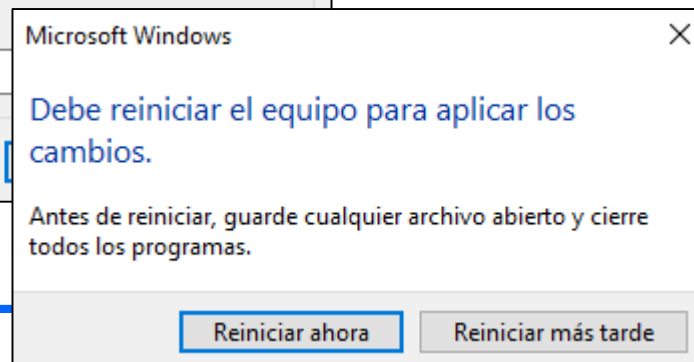 Microsoft Windows
Debe reiniciar el equipo para aplicar los
cambios.
Antes de reiniciar, guarde cualquier archivo abierto y cierre
todos los programas.
Reiniciar ahora
Reiniciar más tarde